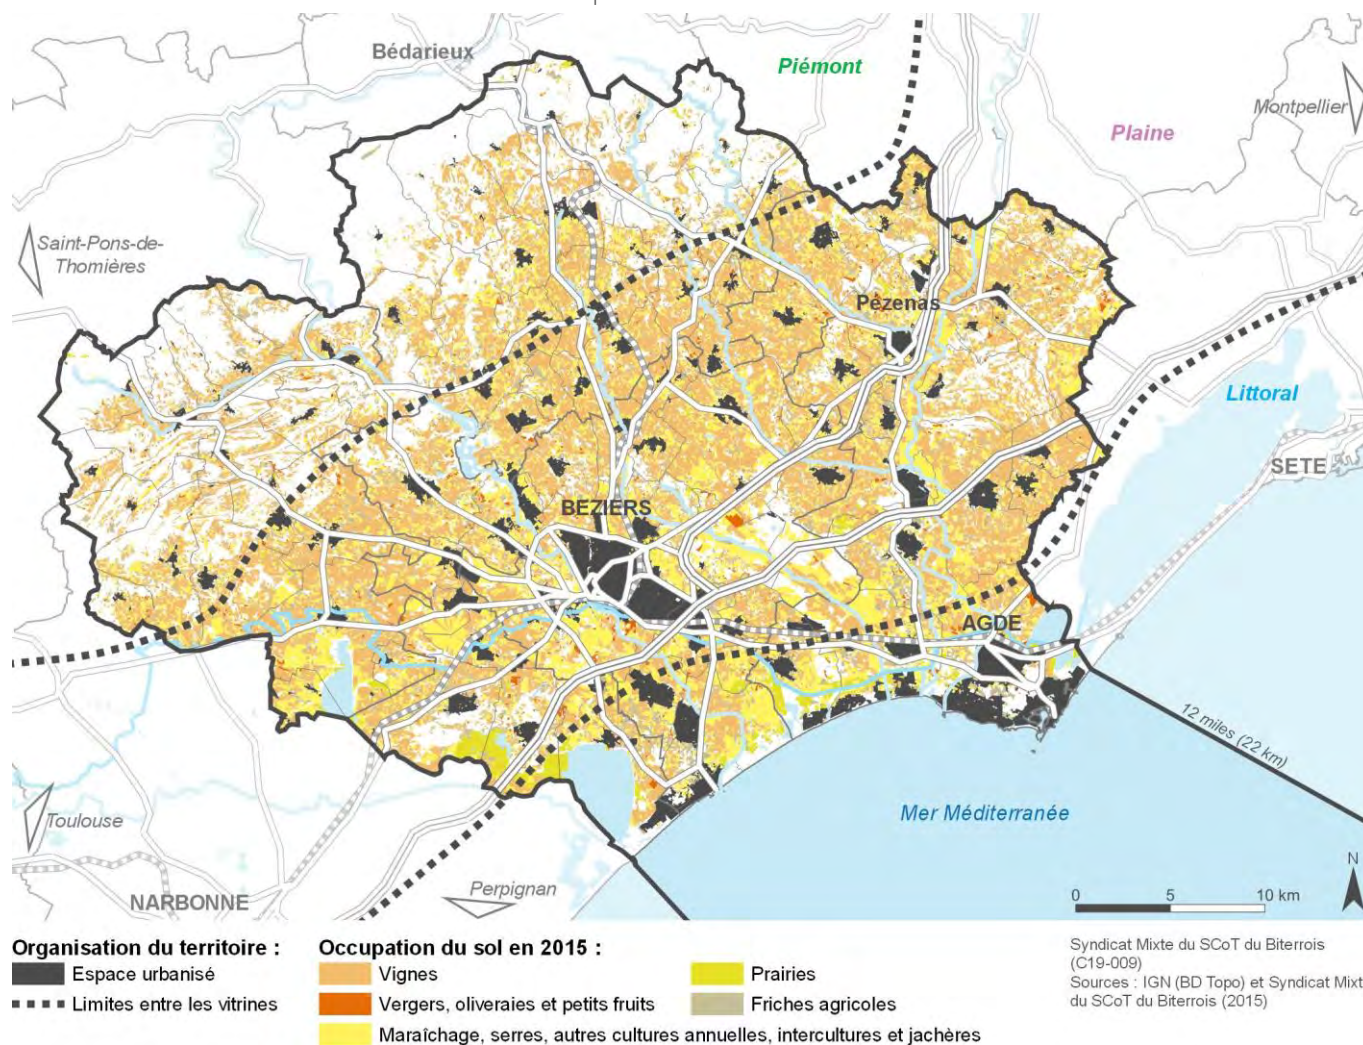 Bédarieux
Piémont
Montpellier
Plaine
Saint-Pons-de-
Thomières
Pézenas
Littoral
SETE
BEZIERS
AGDE
12 miles (22 km)
Toulouse
Mer Méditerranée
Perpignan
NARBONNE
N
0 5 10 km
Organisation du territoire :
Espace urbanisé
Limites entre les vitrines
Occupation du sol en 2015 :
Vignes
Vergers, oliveraies et petits fruits
Maraîchage, serres, autres cultures annuelles, intercultures et jachères
Prairies
Friches agricoles
Syndicat Mixte du SCoT du Biterrois
(C19-009)
Sources : IGN (BD Topo) et Syndicat Mixt
du SCoT du Biterrois (2015)